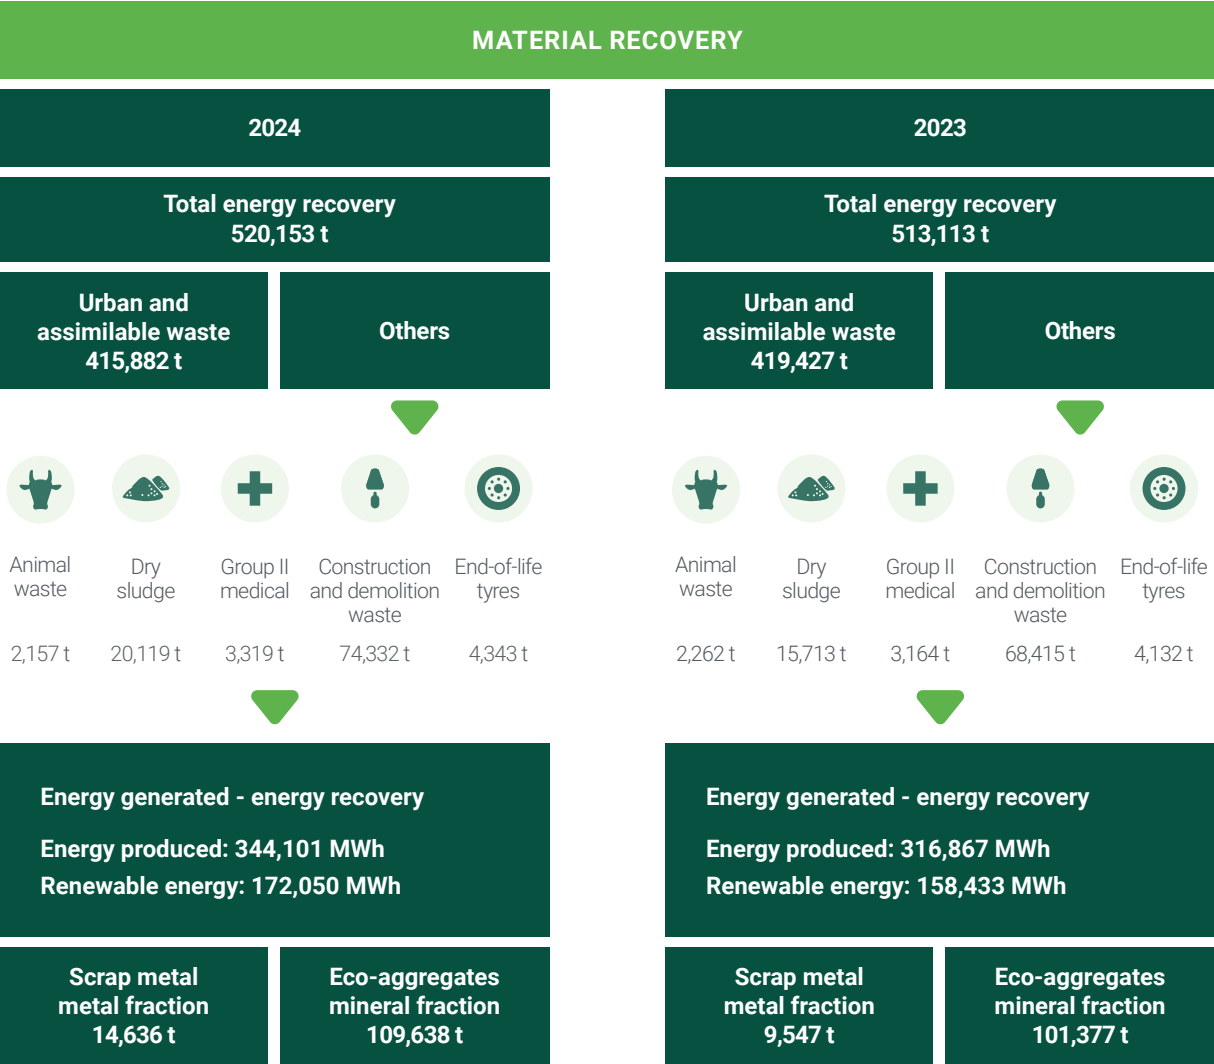 MATERIAL RECOVERY
2024
Total energy recovery
520,153 t
Urban and
assimilable waste
415,882 t
Others
Animal
waste
2,157 t
Dry
sludge
20,119 t
Group II
medical
3,319 t
Construction
and demolition
waste
74,332 t
End-of-life
tyres
4,343 t
Energy generated - energy recovery
Energy produced: 344,101 MWh
Renewable energy: 172,050 MWh
Scrap metal
metal fraction
14,636 t
Eco-aggregates
mineral fraction
109,638 t
2023
Total energy recovery
513,113 t
Urban and
assimilable waste
419,427 t
Others
Animal
waste
2,262 t
Dry
sludge
15,713 t
Group II
medical
3,164 t
Construction
and demolition
waste
68,415 t
End-of-life
tyres
4,132 t
Energy generated - energy recovery
Energy produced: 316,867 MWh
Renewable energy: 158,433 MWh
Scrap metal
metal fraction
9,547 t
Eco-aggregates
mineral fraction
101,377 t